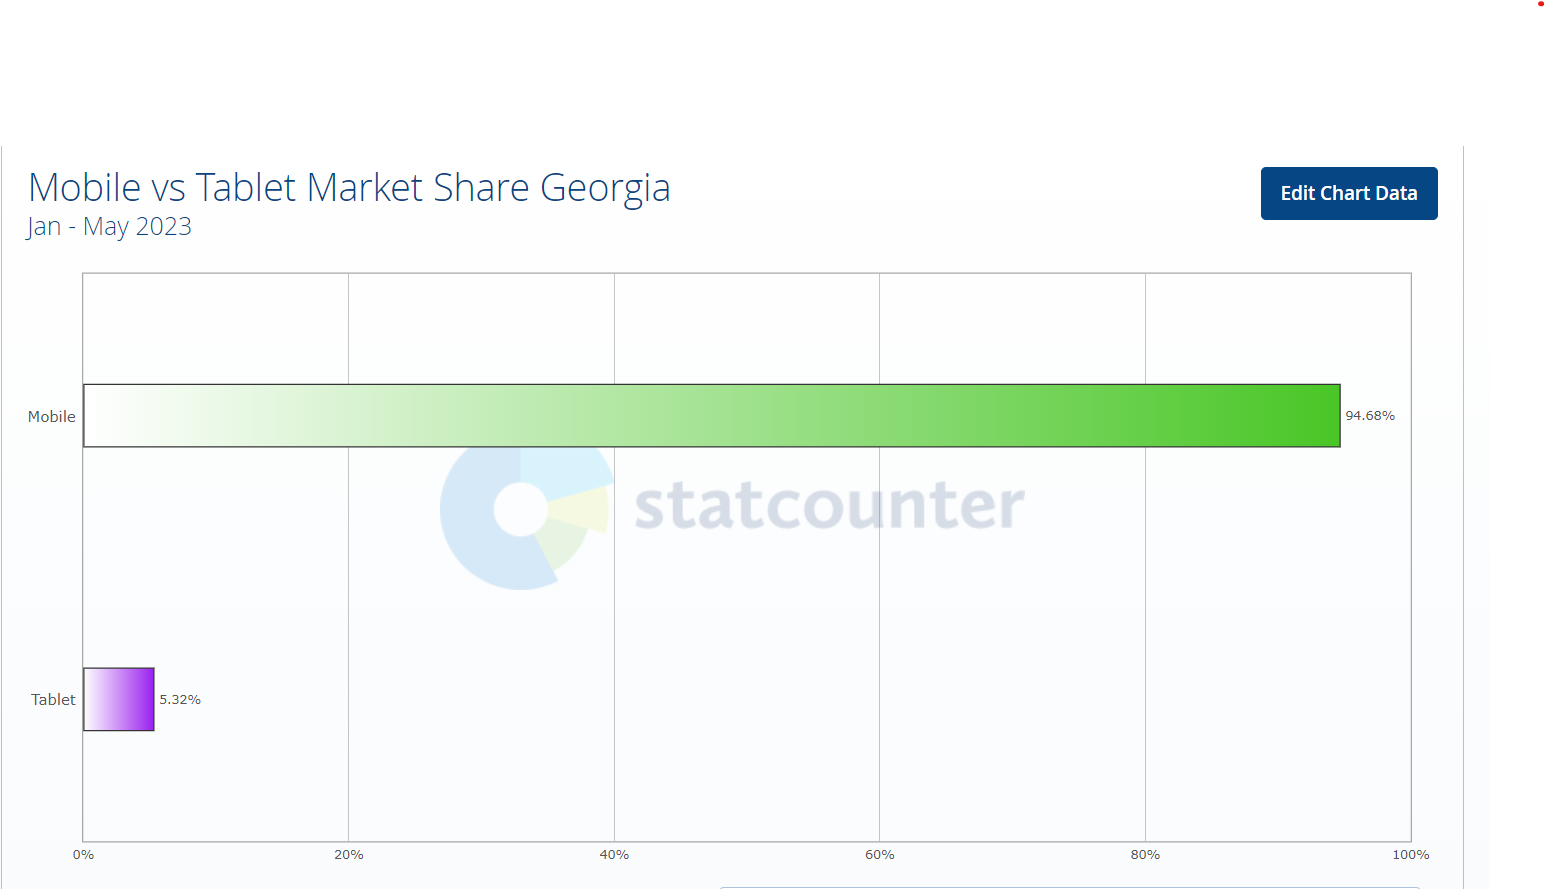 Mobile vs Tablet Market Share Georgia
Jan - May 2023
Edit Chart Data
Mobile
94.68%
statcounter
Tablet
5.32%
0%
20%
40%
60%
80%
100%